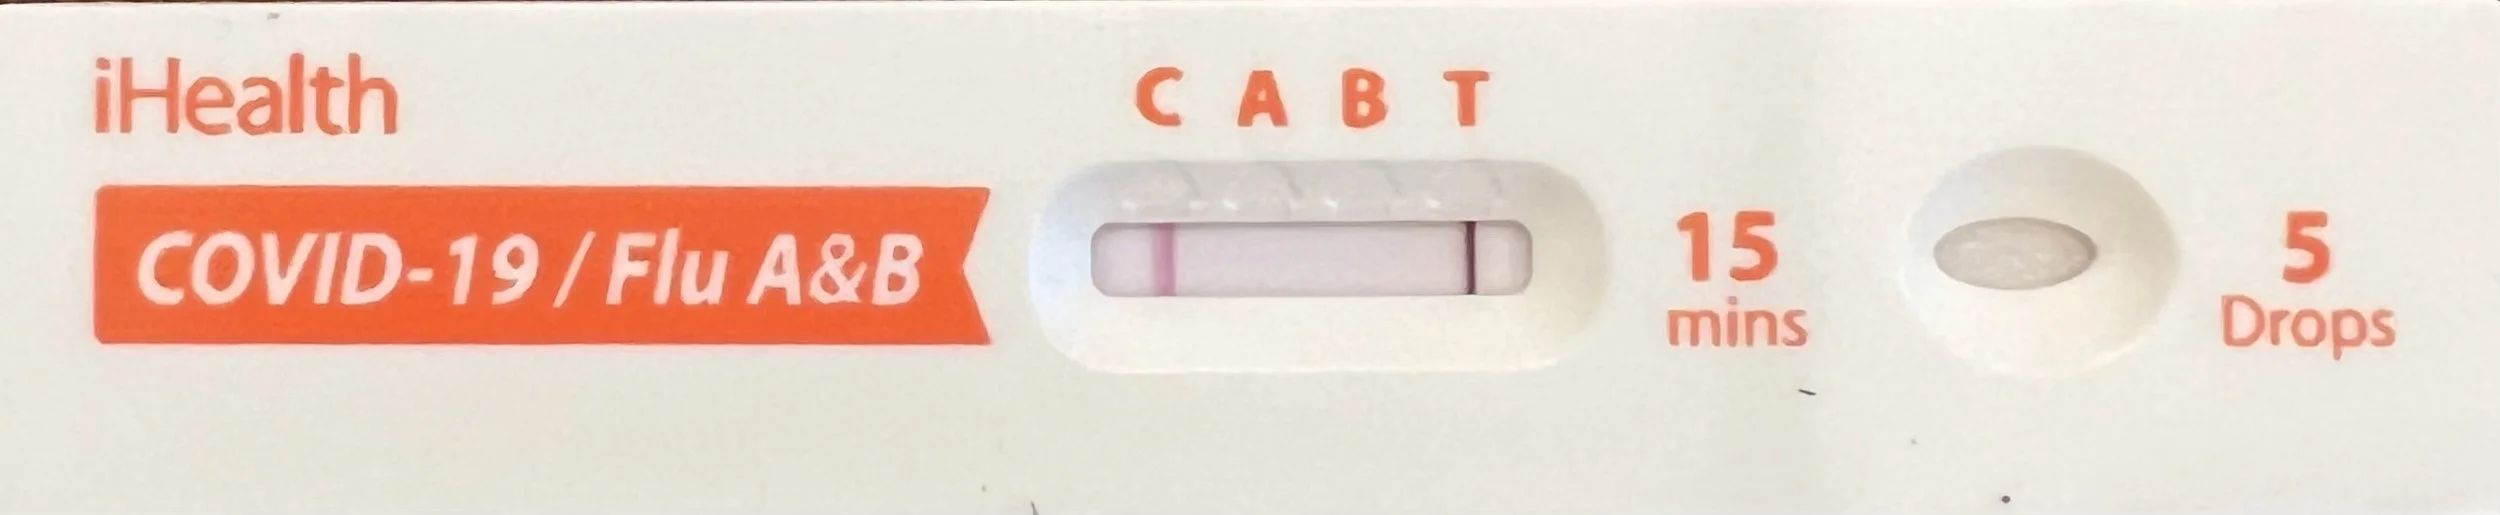 iHealth
COVID-19 / Flu A&B
C A B T
15
mins
5
Drops